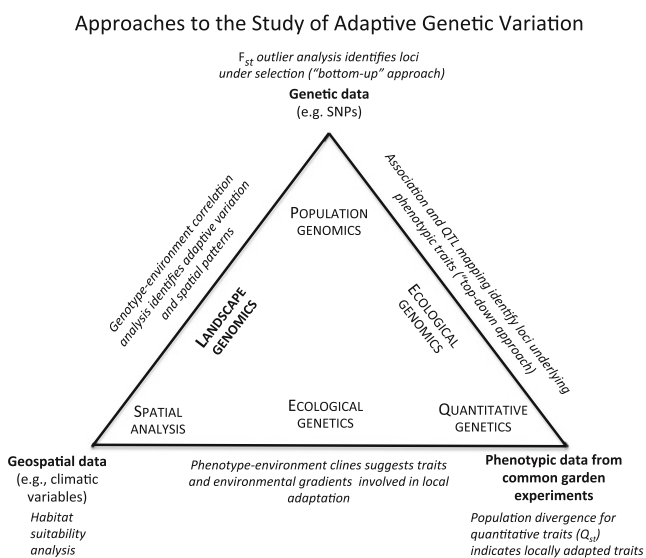 Approaches to the Study of Adaptive Genetic Variation
Fst outlier analysis identifies loci
under selection (“bottom-up” approach)
Genetic data
(e.g. SNPs)
Genotype-environment correlation
analysis identifies adaptive variation
and spatial patterns
Association and QTL mapping identify loci underlying
phenotypic traits (“top-down approach)
POPULATION
GENOMICS
LANDSCAPE
GENOMICS
ECOLOGICAL
GENOMICS
SPATIAL
ANALYSIS
ECOLOGICAL
GENETICS
QUANTITATIVE
GENETICS
Geospatial data
(e.g., climatic
variables)
Habitat
suitability
analysis
Phenotype-environment clines suggests traits
and environmental gradients involved in local
adaptation
Phenotypic data from
common garden
experiments
Population divergence for
quantitative traits (Qst)
indicates locally adapted traits